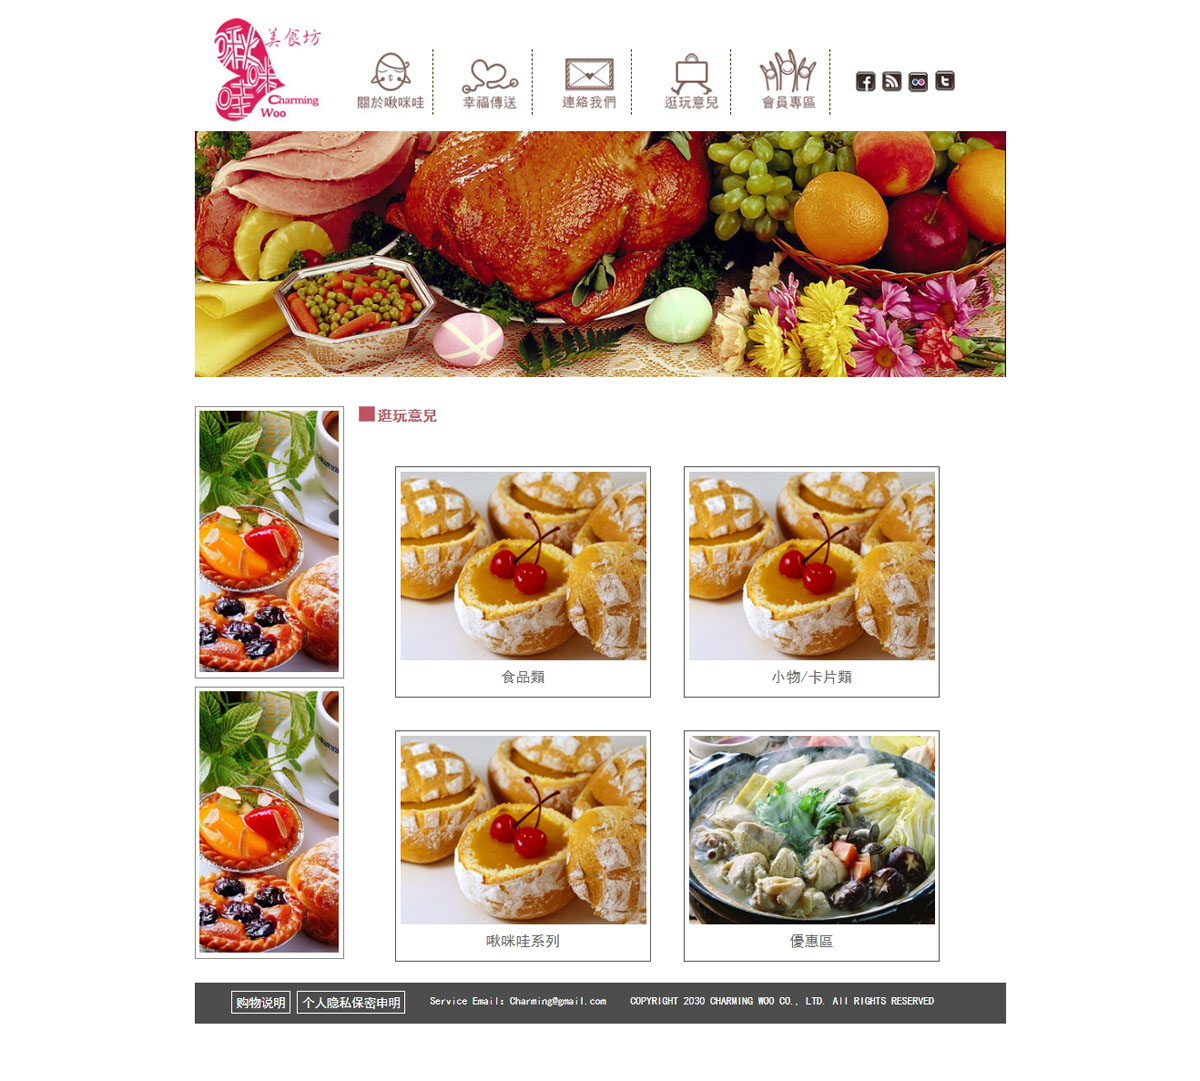 啾咪哇
美食坊
Charming
Woo
關於啾咪哇
幸福傳送
連絡我們
逛玩意兒
會員專區
逛玩意兒
食品類
小物/卡片類
啾咪哇系列
優惠區
购物说明
个人隐私保密申明
Service Email: Charming@gmail.com
COPYRIGHT 2030 CHARMING WOO CO., LTD. All RIGHTS RESERVED